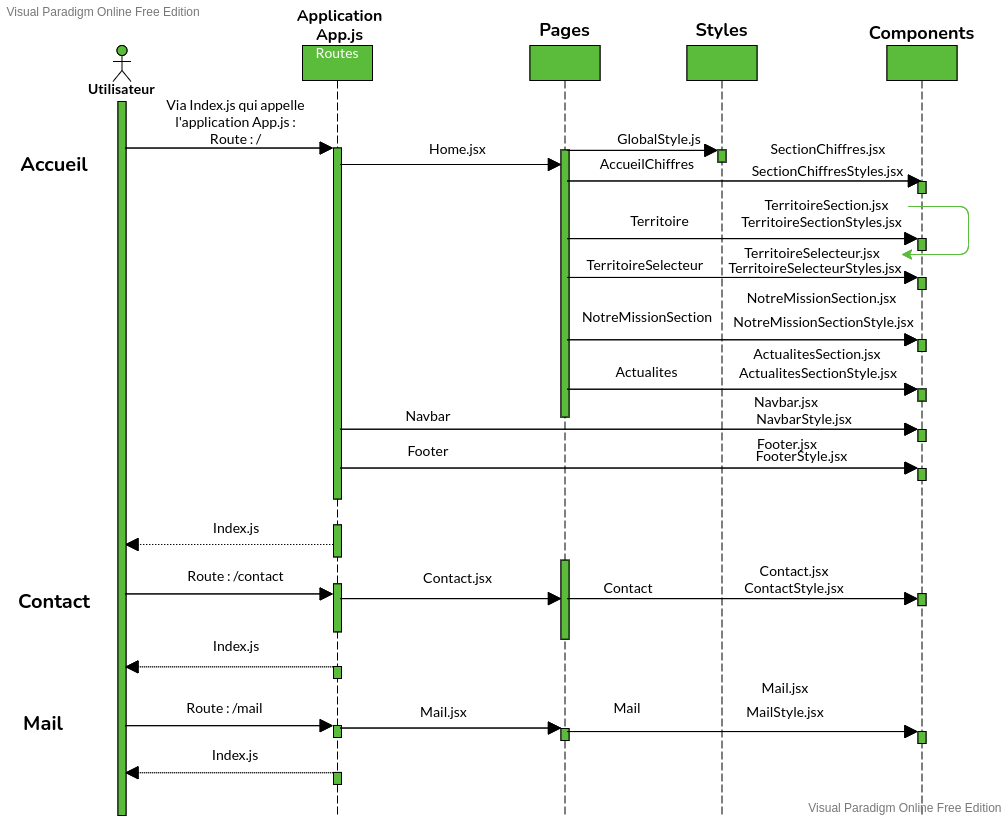 Visual Paradigm Online Free Edition
Application
App.js
Routes
Pages
Styles
Components
Utilisateur
Via Index.js qui appelle
l'application App.js :
Route : /
Accueil
Home.jsx
GlobalStyle.js
AccueilChiffres
SectionChiffres.jsx
SectionChiffresStyles.jsx
Territoire
TerritoireSection.jsx
TerritoireSectionStyles.jsx
TerritoireSelecteur
TerritoireSelecteur.jsx
TerritoireSelecteurStyles.jsx
NotreMissionSection
NotreMissionSection.jsx
NotreMissionSectionStyle.jsx
Actualites
ActualitesSection.jsx
ActualitesSectionStyle.jsx
Navbar
Navbar.jsx
NavbarStyle.jsx
Footer
Footer.jsx
FooterStyle.jsx
Index.js
Contact
Route : /contact
Contact.jsx
Contact
Contact.jsx
ContactStyle.jsx
Index.js
Mail
Route : /mail
Mail.jsx
Mail
Mail.jsx
MailStyle.jsx
Index.js
Visual Paradigm Online Free Edition